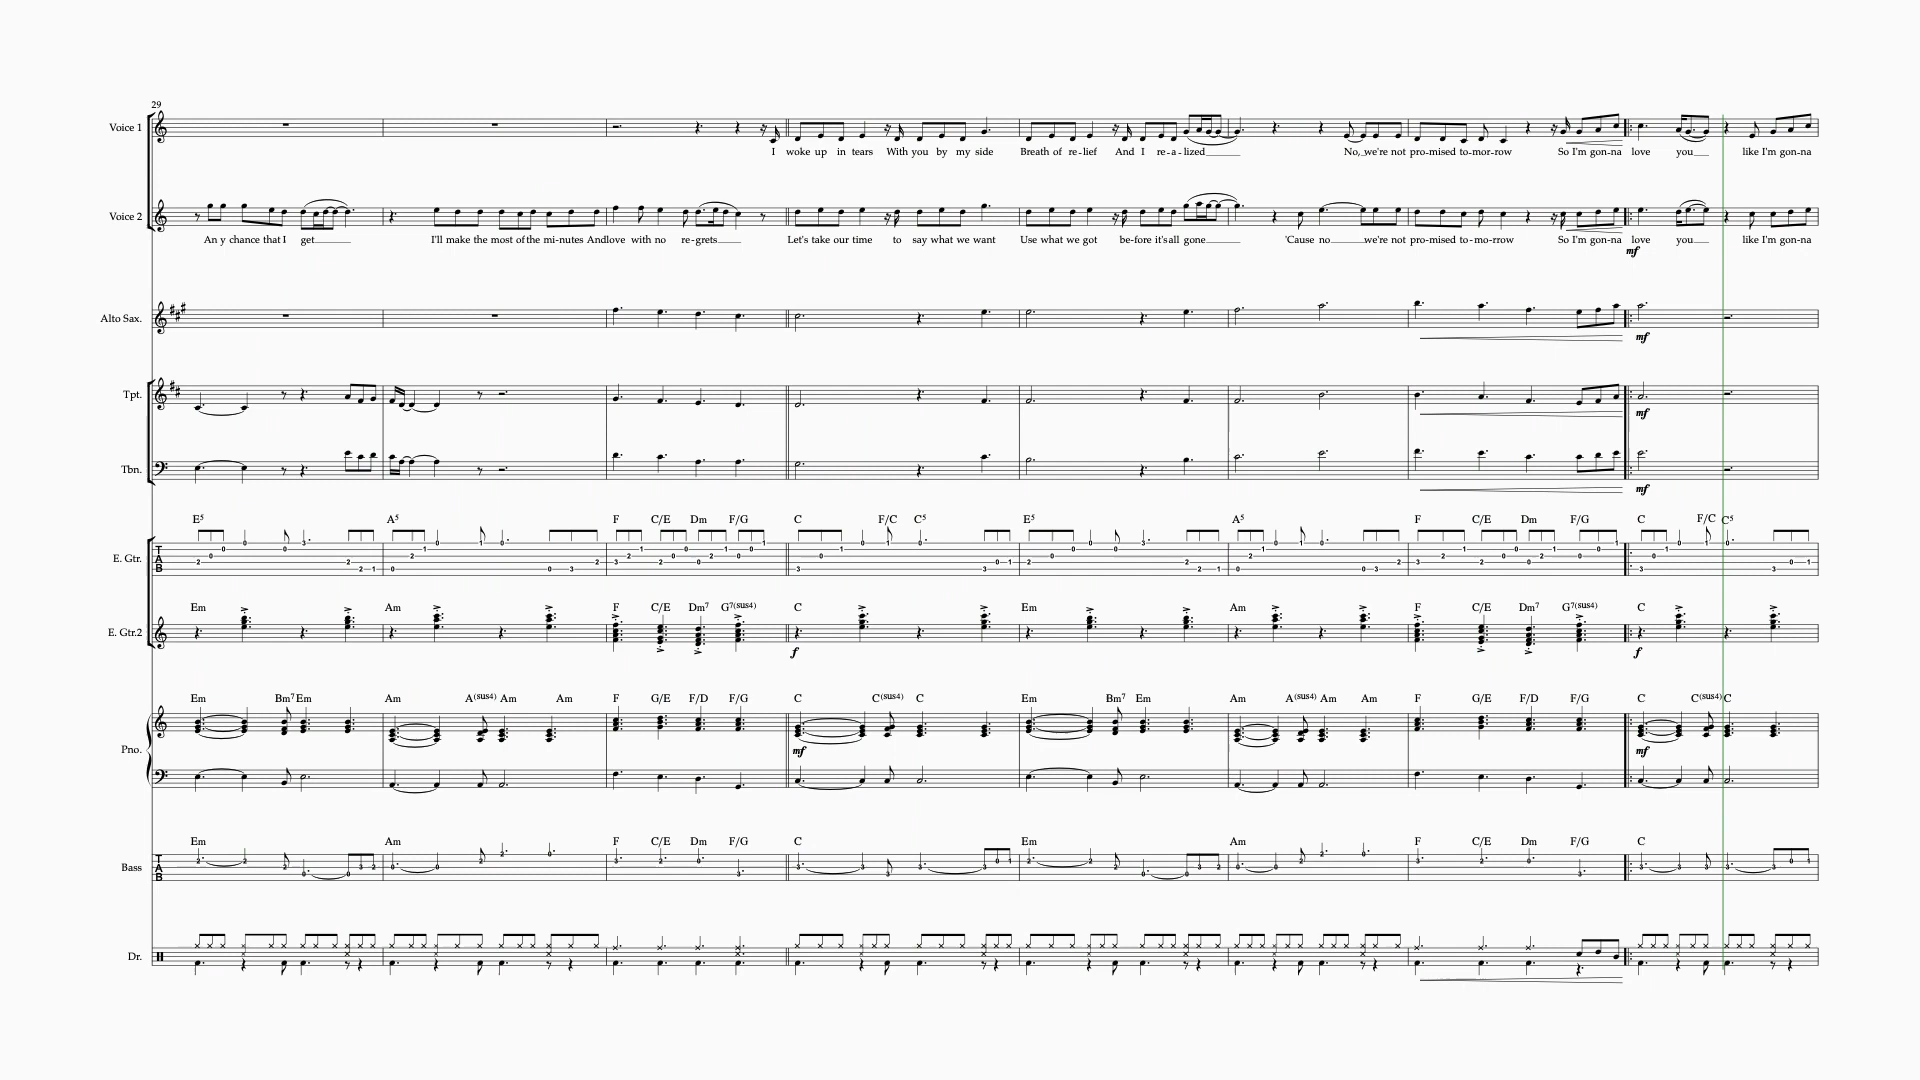 29
Voice 1
I woke up in tears With you by my side Breath of re-lief And I re-a-lized No, we're not pro-mised to-mor-row So I'm gon-na love you like I'm gon-na
Voice 2
An y chance that I get I'll make the most of the mi-nutes And love with no re-grets Let's take our time to say what we want Use what we got be-fore it's all gone 'Cause no we're not pro-mised to-mo-rrow So I'm gon-na love you like I'm gon-na
mf
Alto Sax.
mf
Tpt.
mf
Tbn.
mf
E5 A5 F C/E Dm F/G C F/C C5 E5 A5 F C/E Dm F/G C F/C C5
E. Gtr.
Em Am F C/E Dm7 G7(sus4) C Em Am F C/E Dm7 G7(sus4) C
E. Gtr.2
f f
Em Bm7 Em Am A(sus4) Am Am F G/E F/D F/G C C(sus4) C Em Bm7 Em Am A(sus4) Am Am F G/E F/D F/G C C(sus4) C
Pno.
mf mf
Em Am F C/E Dm F/G C Em Am F C/E Dm F/G C
Bass
Dr.